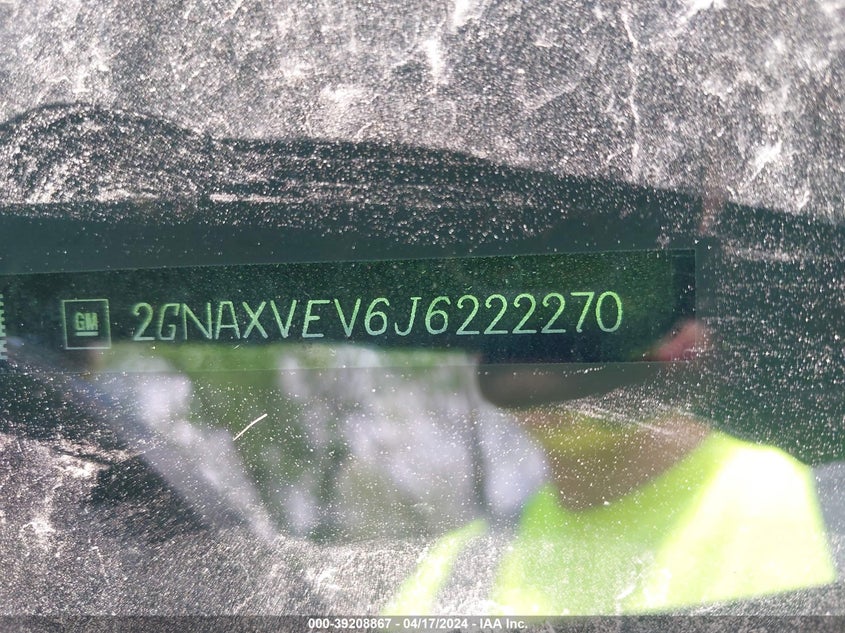 GM 2GNAXVEV6J6222270
000-39208867 - 04/17/2024 - IAA Inc.